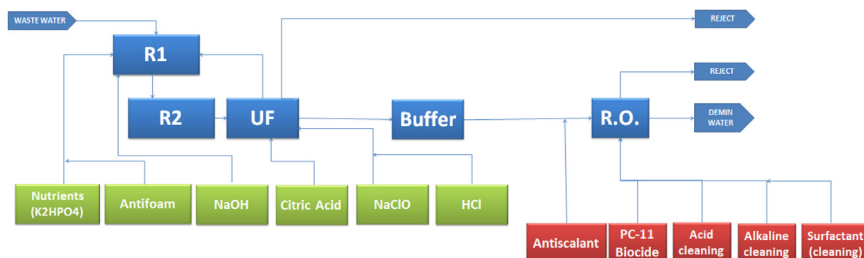 WASTE WATER
REJECT
R1
REJECT
R2
UF
Buffer
R.O.
DEMIN
WATER
Nutrients
(K2HPO4)
Antifoam
NaOH
Citric Acid
NaClO
HCl
Antiscalant
PC-11
Biocide
Acid
cleaning
Alkaline
cleaning
Surfactant
(cleaning)